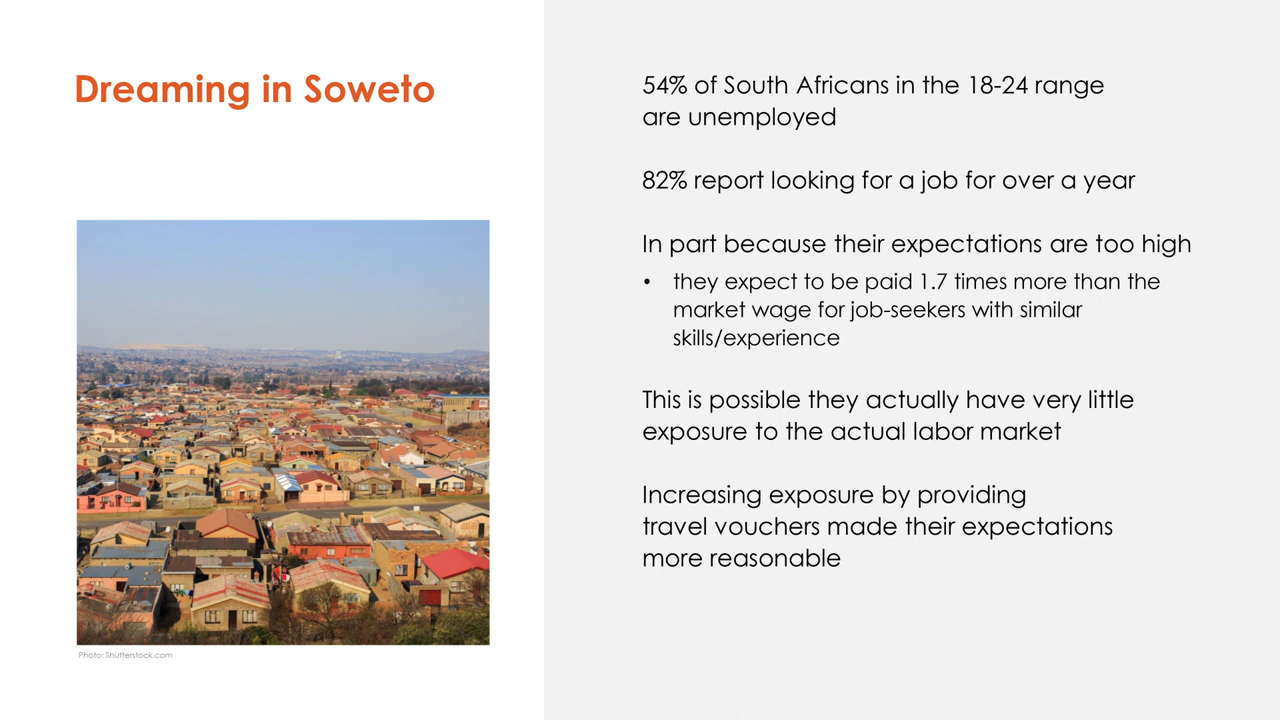 Dreaming in Soweto
Photo: Shutterstock.com
54% of South Africans in the 18-24 range
are unemployed
82% report looking for a job for over a year
In part because their expectations are too high
• they expect to be paid 1.7 times more than the
market wage for job-seekers with similar
skills/experience
This is possible they actually have very little
exposure to the actual labor market
Increasing exposure by providing
travel vouchers made their expectations
more reasonable